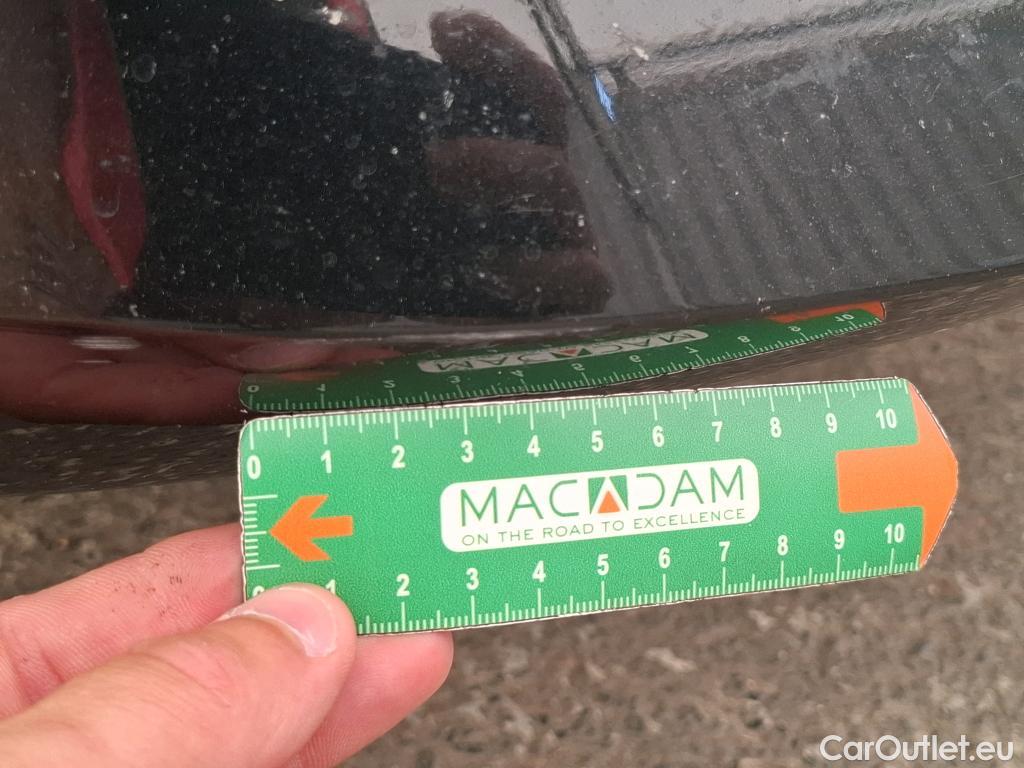 MACADAM
0 1 2 3 4 5 6 7 8 9 10
MACADAM
ON THE ROAD TO EXCELLENCE
1 2 3 4 5 6 7 8 9 10
CarOutlet.eu